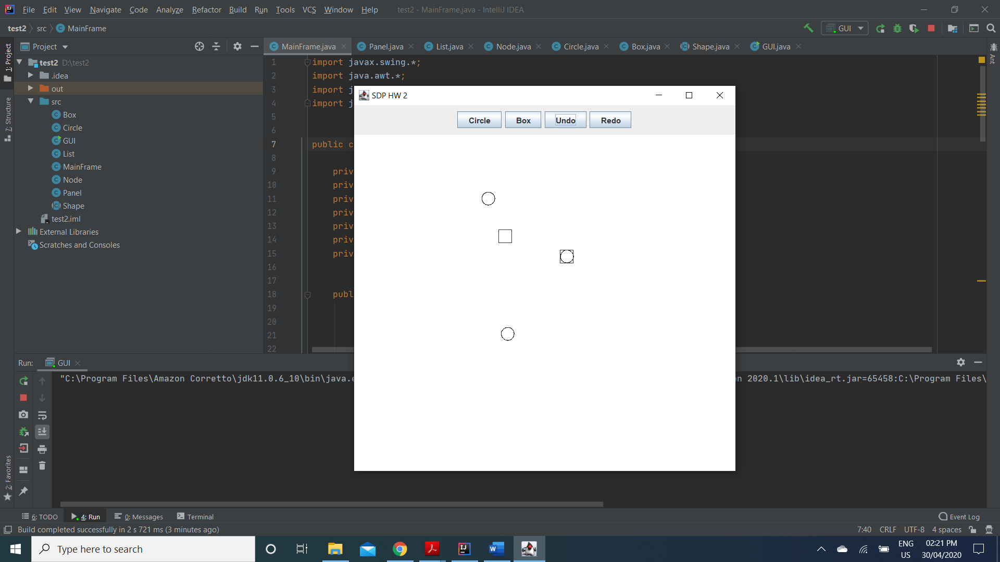 File Edit View Navigate Code Analyze Refactor Build Run Tools VCS Window Help test2 - MainFrame.java - IntelliJ IDEA
test2 src MainFrame GUI
Project MainFrame.java Panel.java List.java Node.java Circle.java Box.java Shape.java GUI.java
1: Project
7: Structure
2: Favorites
Ant
test2 D:\test2
.idea
out
src
Box
Circle
GUI
List
MainFrame
Node
Panel
Shape
test2.iml
External Libraries
Scratches and Consoles
1 import javax.swing.*;
2 import java.awt.*;
3 import j
4 import j
5
6
7 public c
8
9 priv
10 priv
11 priv
12 priv
13 priv
14 priv
15 priv
16
17
18 publ
19
20
21
22
SDP HW 2
Circle Box Undo Redo
Run: GUI
"C:\Program Files\Amazon Corretto\jdk11.0.6_10\bin\java.e n 2020.1\lib\idea_rt.jar=65458:C:\Program Files\
6: TODO 4: Run 0: Messages Terminal Event Log
Build completed successfully in 2 s 721 ms (3 minutes ago) 7:40 CRLF UTF-8 4 spaces
Type here to search
ENG 02:21 PM
US 30/04/2020